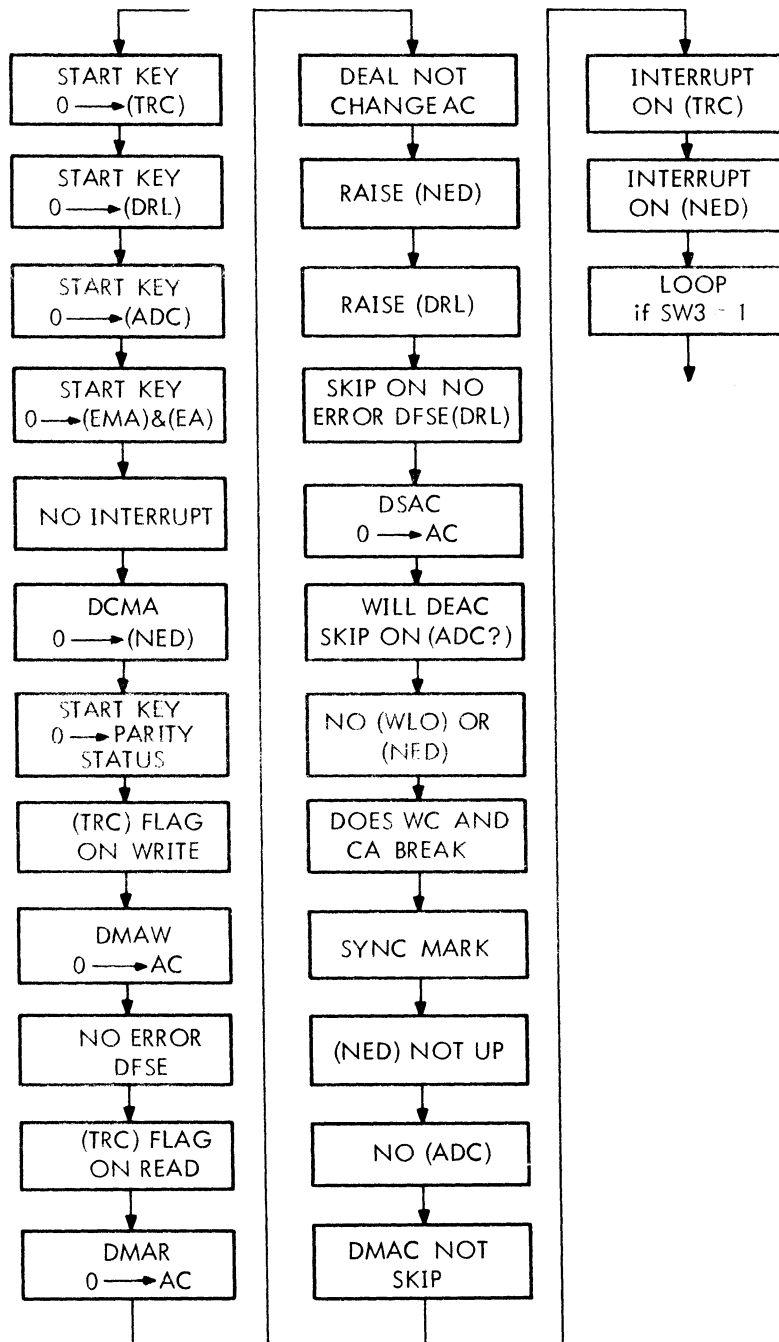 START KEY
0 → (TRC)
START KEY
0 → (DRL)
START KEY
0 → (ADC)
START KEY
0 → (EMA)&(EA)
NO INTERRUPT
DCMA
0 → (NED)
START KEY
0 → PARITY
STATUS
(TRC) FLAG
ON WRITE
DMAW
0 → AC
NO ERROR
DFSE
(TRC) FLAG
ON READ
DMAR
0 → AC
DEAL NOT
CHANGE AC
RAISE (NED)
RAISE (DRL)
SKIP ON NO
ERROR DFSE(DRL)
DSAC
0 → AC
WILL DEAC
SKIP ON (ADC?)
NO (WLO) OR
(NED)
DOES WC AND
CA BREAK
SYNC MARK
(NED) NOT UP
NO (ADC)
DMAC NOT
SKIP
INTERRUPT
ON (TRC)
INTERRUPT
ON (NED)
LOOP
if SW3 - 1